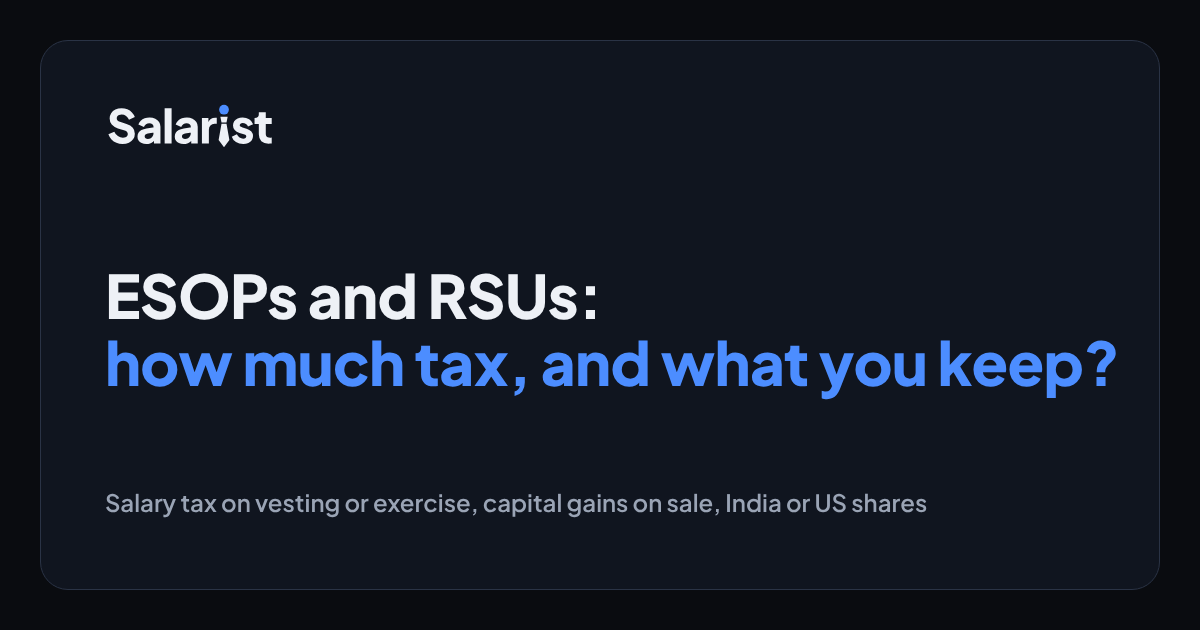 Salarist
ESOPs and RSUs:
how much tax, and what you keep?
Salary tax on vesting or exercise, capital gains on sale, India or US shares